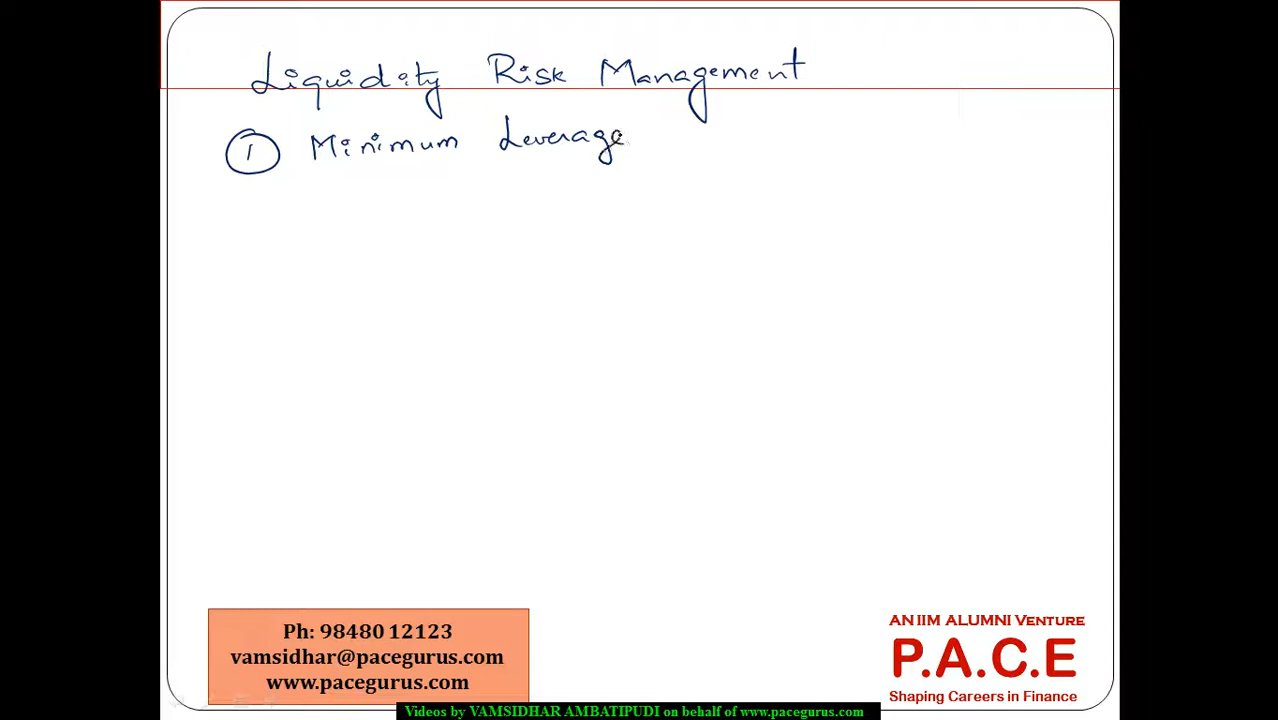 Liquidity Risk Management
① Minimum Leverage
Ph: 98480 12123
vamsidhar@pacegurus.com
www.pacegurus.com
AN IIM ALUMNI VENTURE
P.A.C.E
Shaping Careers in Finance
Videos by VAMSIDHAR AMBATIPUDI on behalf of www.pacegurus.com